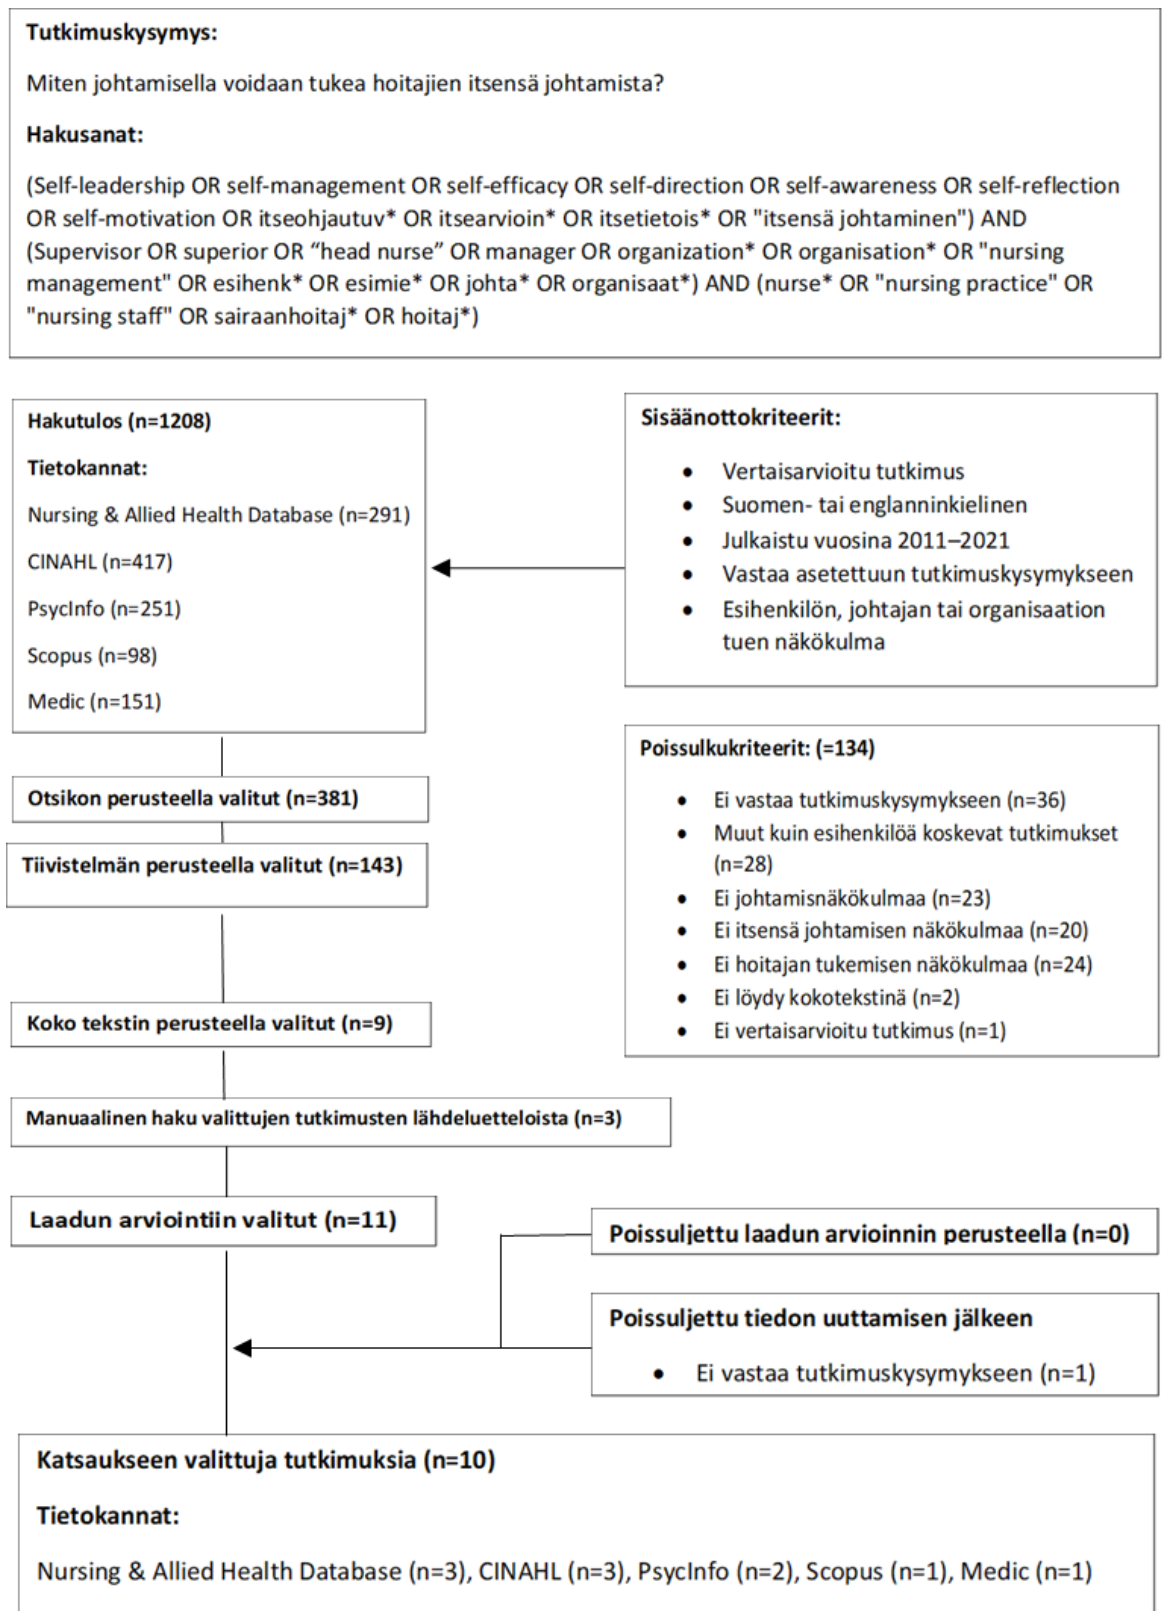 Tutkimuskysymys:
Miten johtamisella voidaan tukea hoitajien itsensä johtamista?
Hakusanat:
(Self-leadership OR self-management OR self-efficacy OR self-direction OR self-awareness OR self-reflection
OR self-motivation OR itseohjautuv* OR itsearvioin* OR itsetietois* OR "itsensä johtaminen") AND
(Supervisor OR superior OR “head nurse” OR manager OR organization* OR organisation* OR "nursing
management" OR esihenk* OR esimie* OR johta* OR organisaat*) AND (nurse* OR "nursing practice" OR
"nursing staff" OR sairaanhoitaj* OR hoitaj*)
Hakutulos (n=1208)
Tietokannat:
Nursing & Allied Health Database (n=291)
CINAHL (n=417)
PsycInfo (n=251)
Scopus (n=98)
Medic (n=151)
Sisäänottokriteerit:
• Vertaisarvioitu tutkimus
• Suomen- tai englanninkielinen
• Julkaistu vuosina 2011–2021
• Vastaa asetettuun tutkimuskysymykseen
• Esihenkilön, johtajan tai organisaation
tuen näkökulma
Poissulkukriteerit: (=134)
• Ei vastaa tutkimuskysymykseen (n=36)
• Muut kuin esihenkilöä koskevat tutkimukset
(n=28)
• Ei johtamisnäkökulmaa (n=23)
• Ei itsensä johtamisen näkökulmaa (n=20)
• Ei hoitajan tukemisen näkökulmaa (n=24)
• Ei löydy kokotekstinä (n=2)
• Ei vertaisarvioitu tutkimus (n=1)
Otsikon perusteella valitut (n=381)
Tiivistelmän perusteella valitut (n=143)
Koko tekstin perusteella valitut (n=9)
Manuaalinen haku valittujen tutkimusten lähdeluetteloista (n=3)
Laadun arviointiin valitut (n=11)
Poissuljettu laadun arvioinnin perusteella (n=0)
Poissuljettu tiedon uuttamisen jälkeen
• Ei vastaa tutkimuskysymykseen (n=1)
Katsaukseen valittuja tutkimuksia (n=10)
Tietokannat:
Nursing & Allied Health Database (n=3), CINAHL (n=3), PsycInfo (n=2), Scopus (n=1), Medic (n=1)